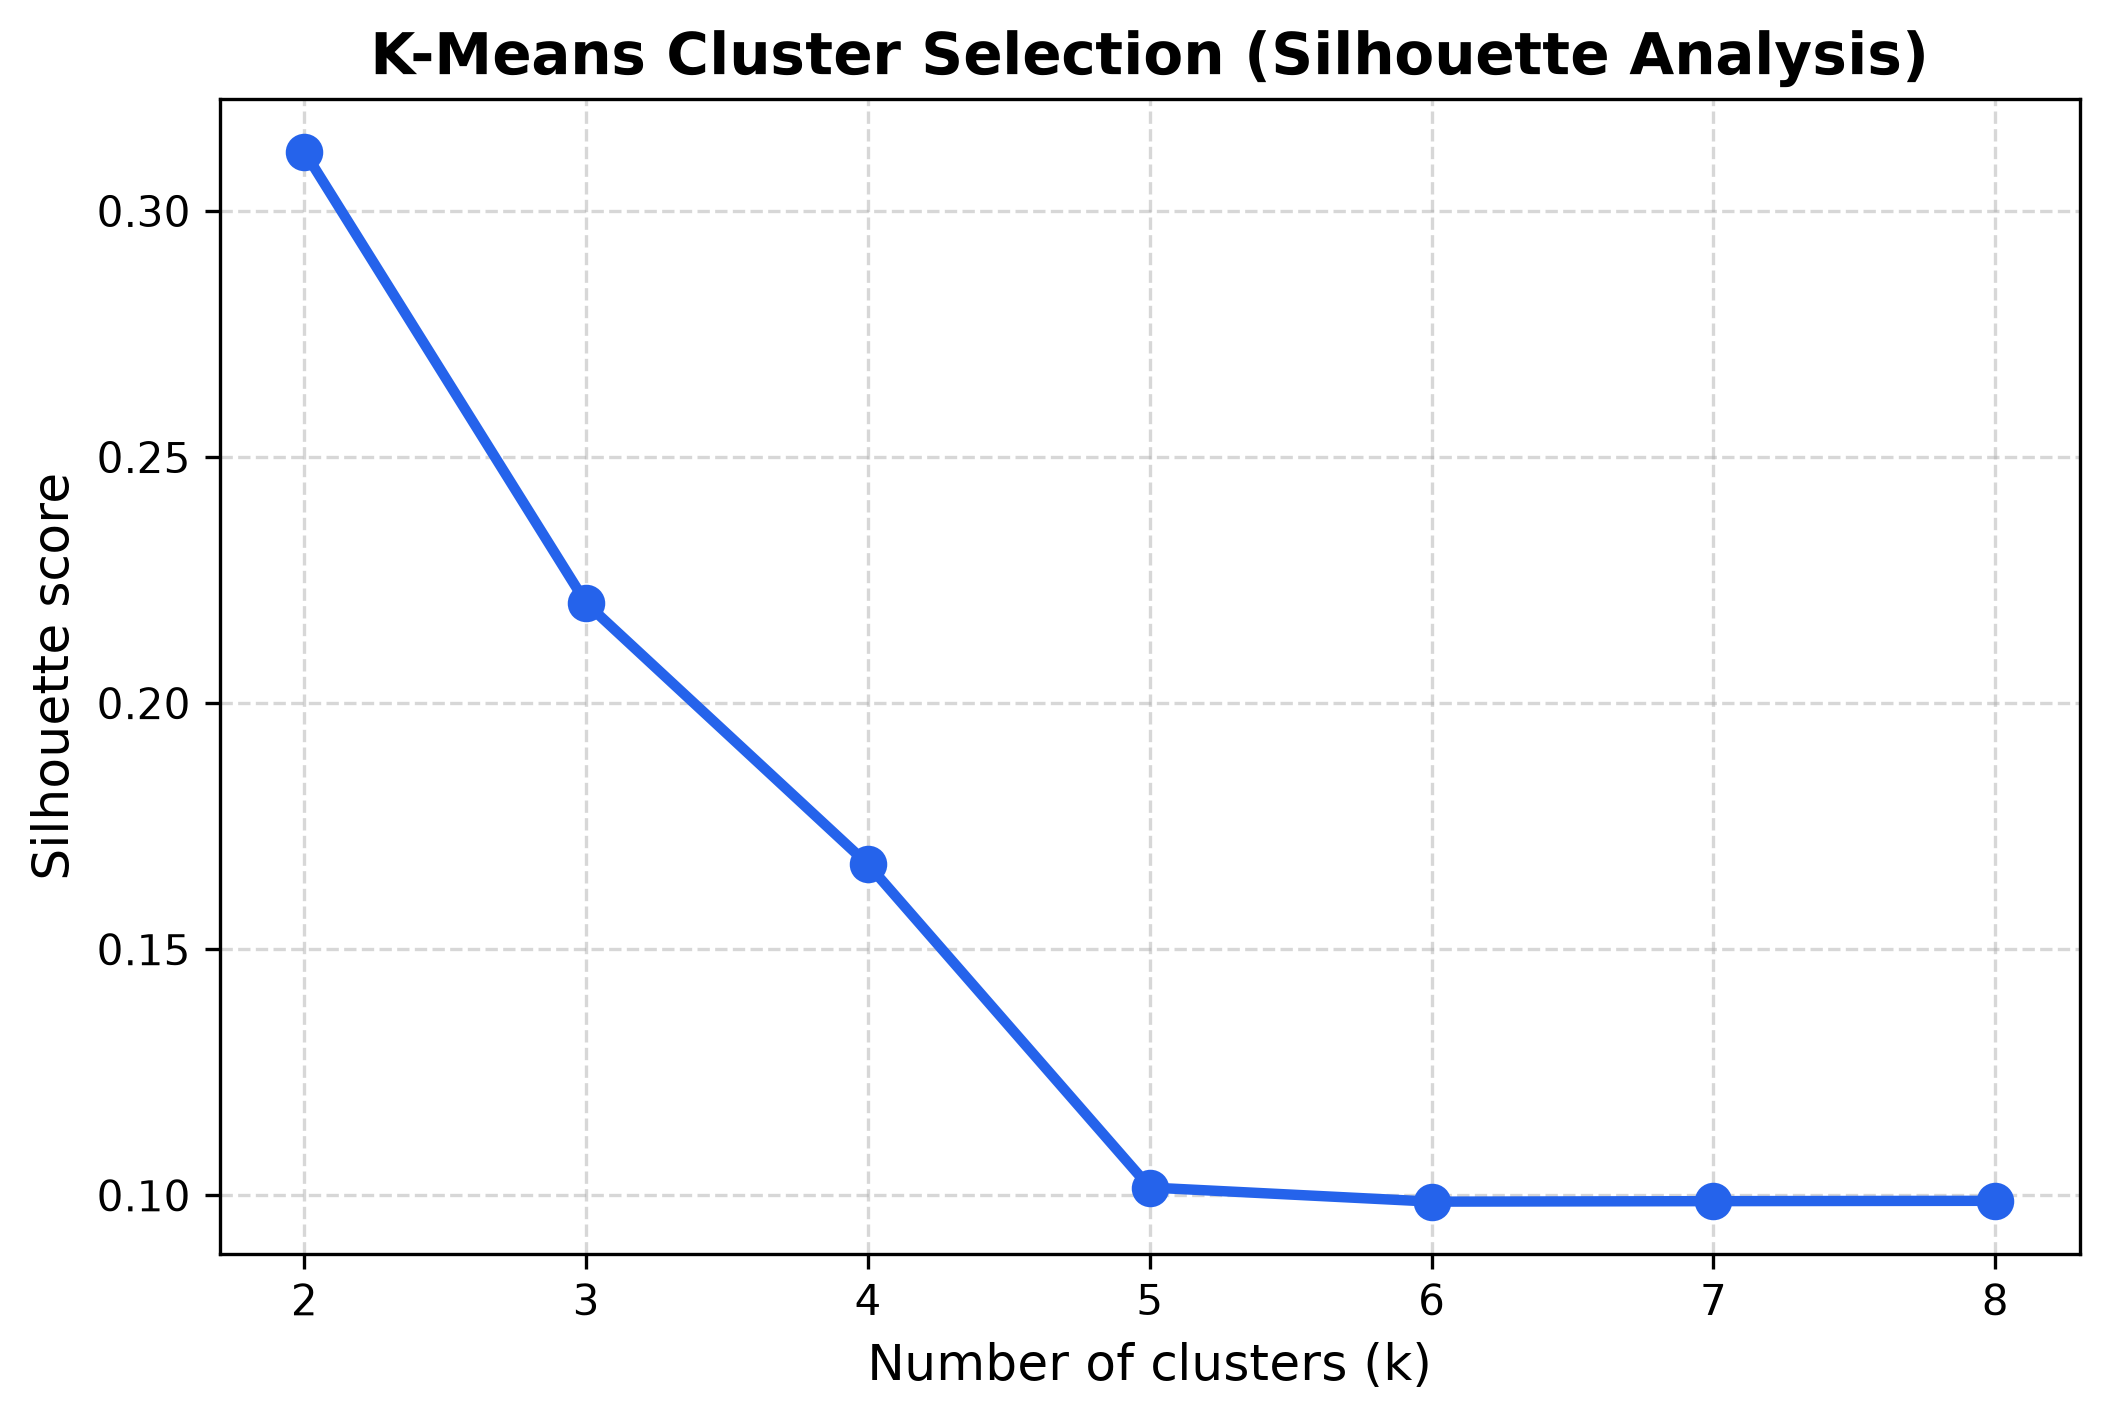 K-Means Cluster Selection (Silhouette Analysis)
Silhouette score
0.30
0.25
0.20
0.15
0.10
2 3 4 5 6 7 8
Number of clusters (k)